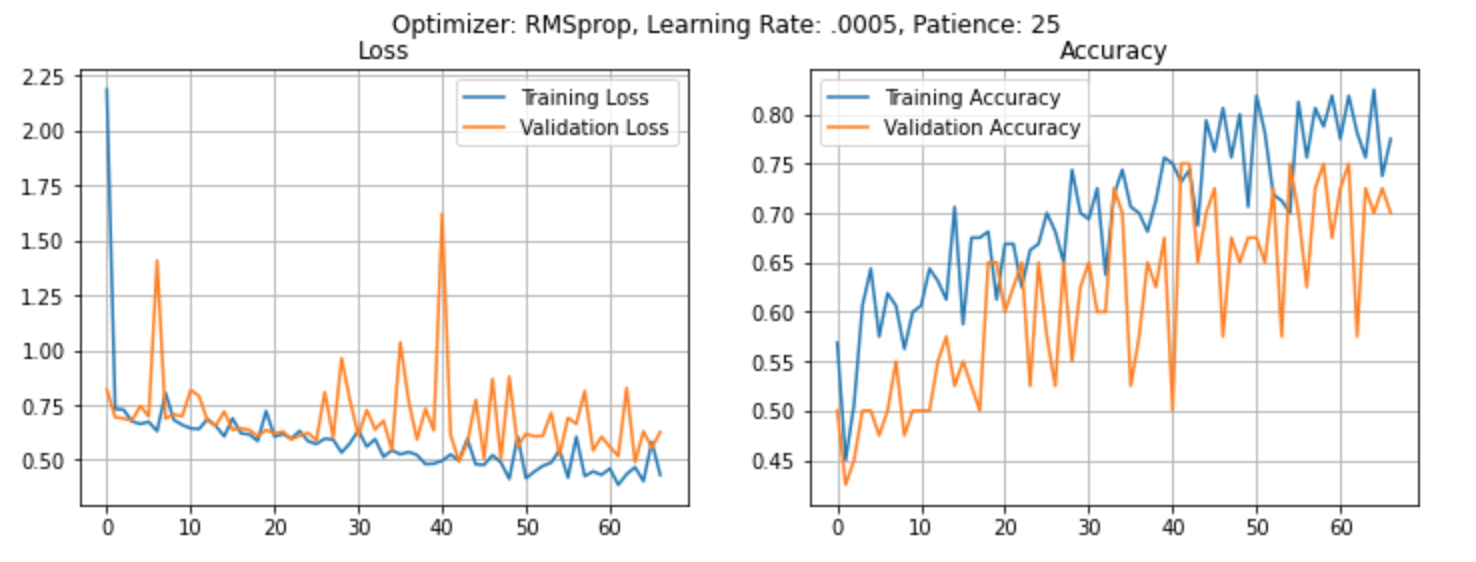 Optimizer: RMSprop, Learning Rate: .0005, Patience: 25
Loss
2.25
2.00
1.75
1.50
1.25
1.00
0.75
0.50
Training Loss
Validation Loss
0 10 20 30 40 50 60
Accuracy
0.80
0.75
0.70
0.65
0.60
0.55
0.50
0.45
Training Accuracy
Validation Accuracy
0 10 20 30 40 50 60